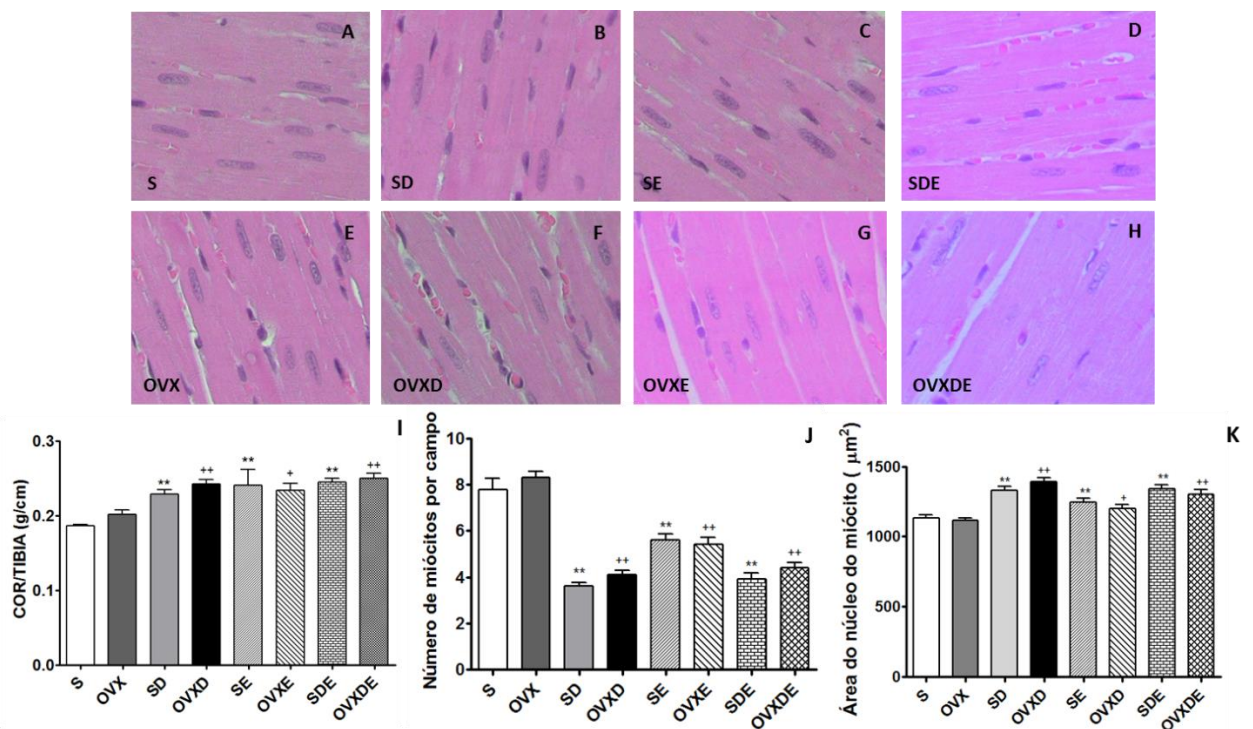 A
S
B
SD
C
SE
D
SDE
E
OVX
F
OVXD
G
OVXE
H
OVXDE
I
COR/TIBIA (g/cm)
0.3
0.2
0.1
0.0
** ++ ** + ** ++
S OVX SD OVXD SE OVXE SDE OVXDE
J
Número de miócitos por campo
10
8
6
4
2
0
** ++ ** ++ ** ++
S OVX SD OVXD SE OVXE SDE OVXDE
K
Área do núcleo do miócito ( μm²)
1500
1000
500
0
** ++ ** + ** ++
S OVX SD OVXD SE OVXD SDE OVXDE